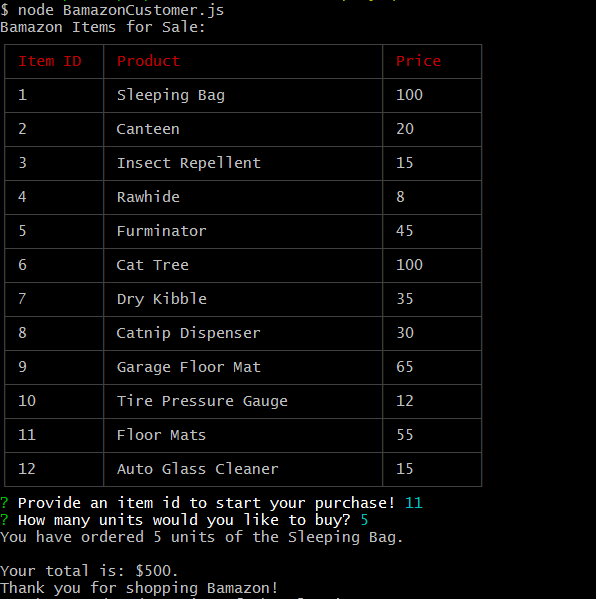 $ node BamazonCustomer.js
Bamazon Items for Sale:
Item ID Product Price
1 Sleeping Bag 100
2 Canteen 20
3 Insect Repellent 15
4 Rawhide 8
5 Furminator 45
6 Cat Tree 100
7 Dry Kibble 35
8 Catnip Dispenser 30
9 Garage Floor Mat 65
10 Tire Pressure Gauge 12
11 Floor Mats 55
12 Auto Glass Cleaner 15
? Provide an item id to start your purchase! 11
? How many units would you like to buy? 5
You have ordered 5 units of the Sleeping Bag.
Your total is: $500.
Thank you for shopping Bamazon!